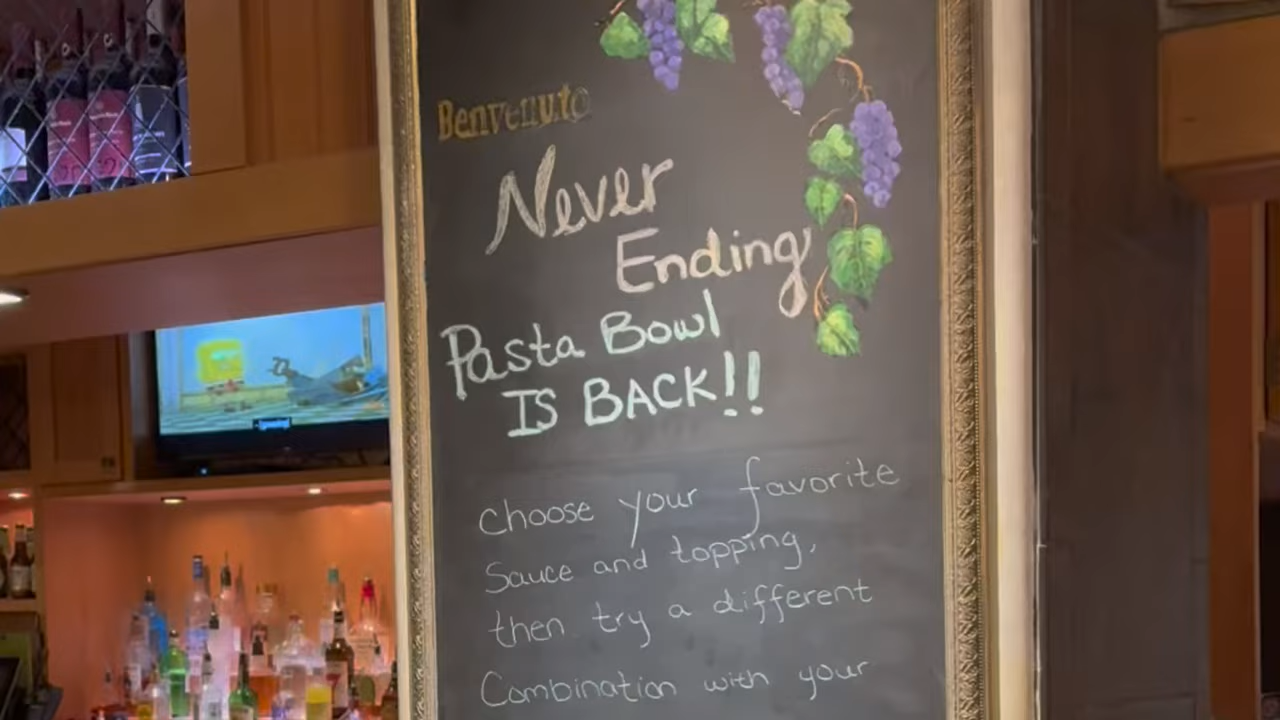 Benvenuto
Never
Ending
Pasta Bowl
IS BACK!!
Choose your favorite
Sauce and topping,
then try a different
Combination with your